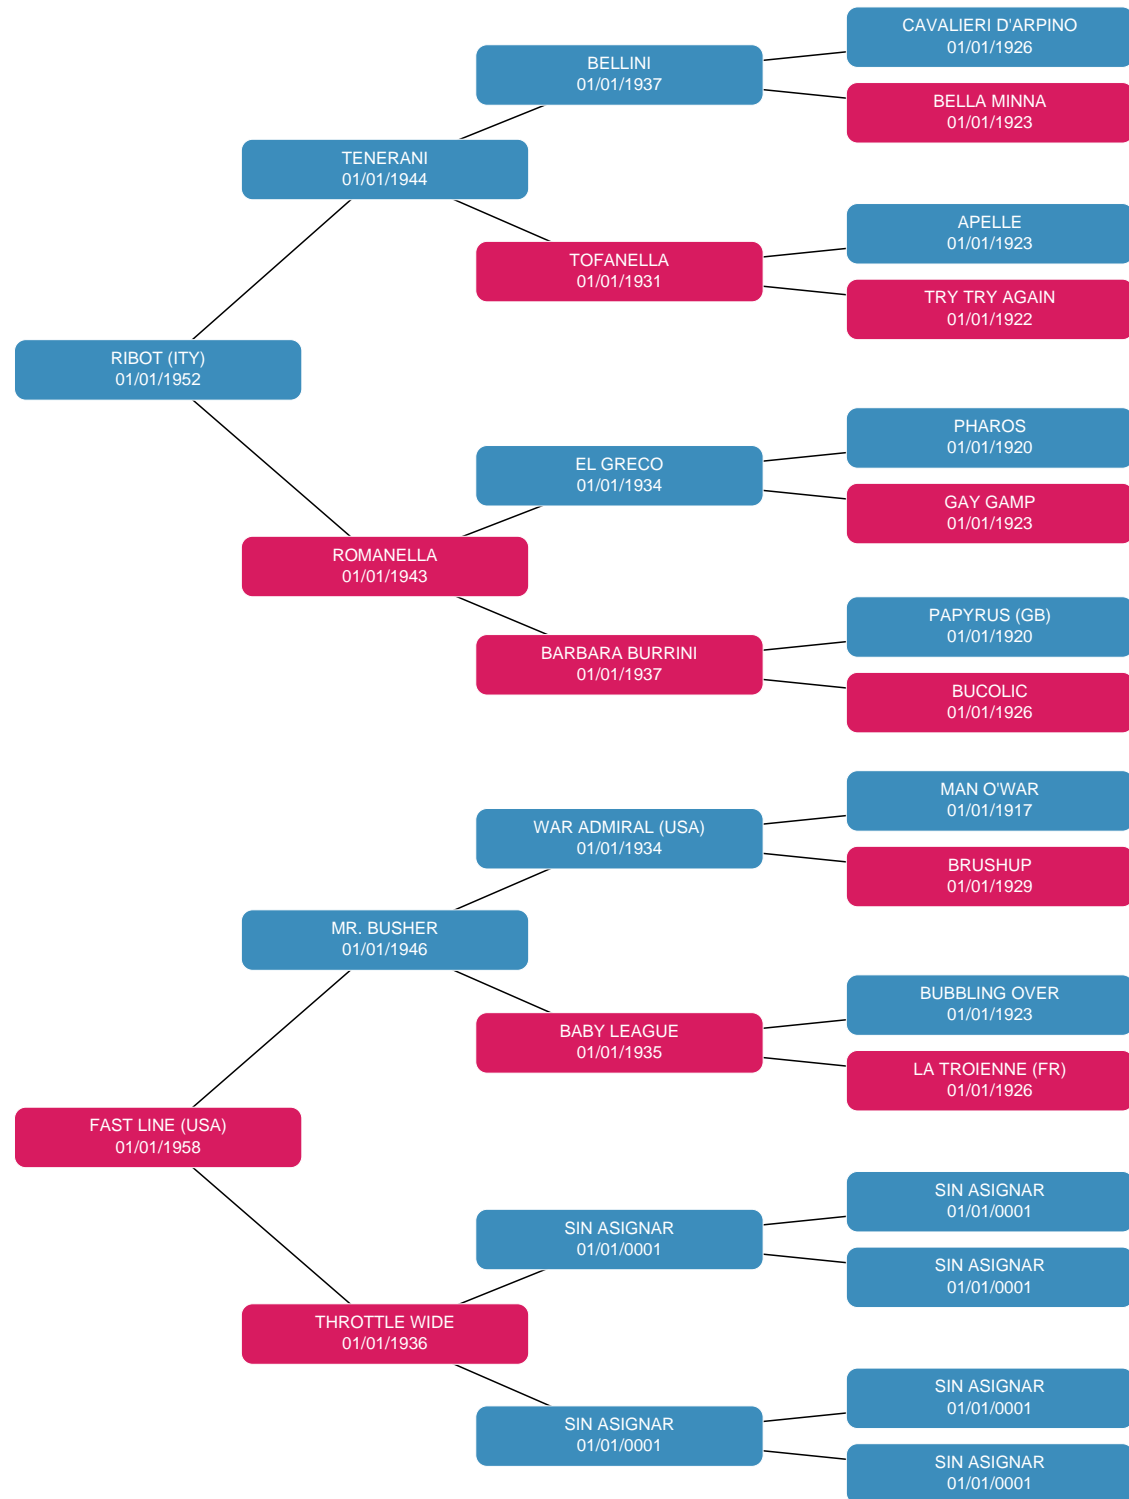 CAVALIERI D'ARPINO
01/01/1926
BELLINI
01/01/1937
BELLA MINNA
01/01/1923
TENERANI
01/01/1944
APELLE
01/01/1923
TOFANELLA
01/01/1931
TRY TRY AGAIN
01/01/1922
RIBOT (ITY)
01/01/1952
PHAROS
01/01/1920
EL GRECO
01/01/1934
GAY GAMP
01/01/1923
ROMANELLA
01/01/1943
PAPYRUS (GB)
01/01/1920
BARBARA BURRINI
01/01/1937
BUCOLIC
01/01/1926
MAN O'WAR
01/01/1917
WAR ADMIRAL (USA)
01/01/1934
BRUSHUP
01/01/1929
MR. BUSHER
01/01/1946
BUBBLING OVER
01/01/1923
BABY LEAGUE
01/01/1935
LA TROIENNE (FR)
01/01/1926
FAST LINE (USA)
01/01/1958
SIN ASIGNAR
01/01/0001
SIN ASIGNAR
01/01/0001
SIN ASIGNAR
01/01/0001
THROTTLE WIDE
01/01/1936
SIN ASIGNAR
01/01/0001
SIN ASIGNAR
01/01/0001
SIN ASIGNAR
01/01/0001